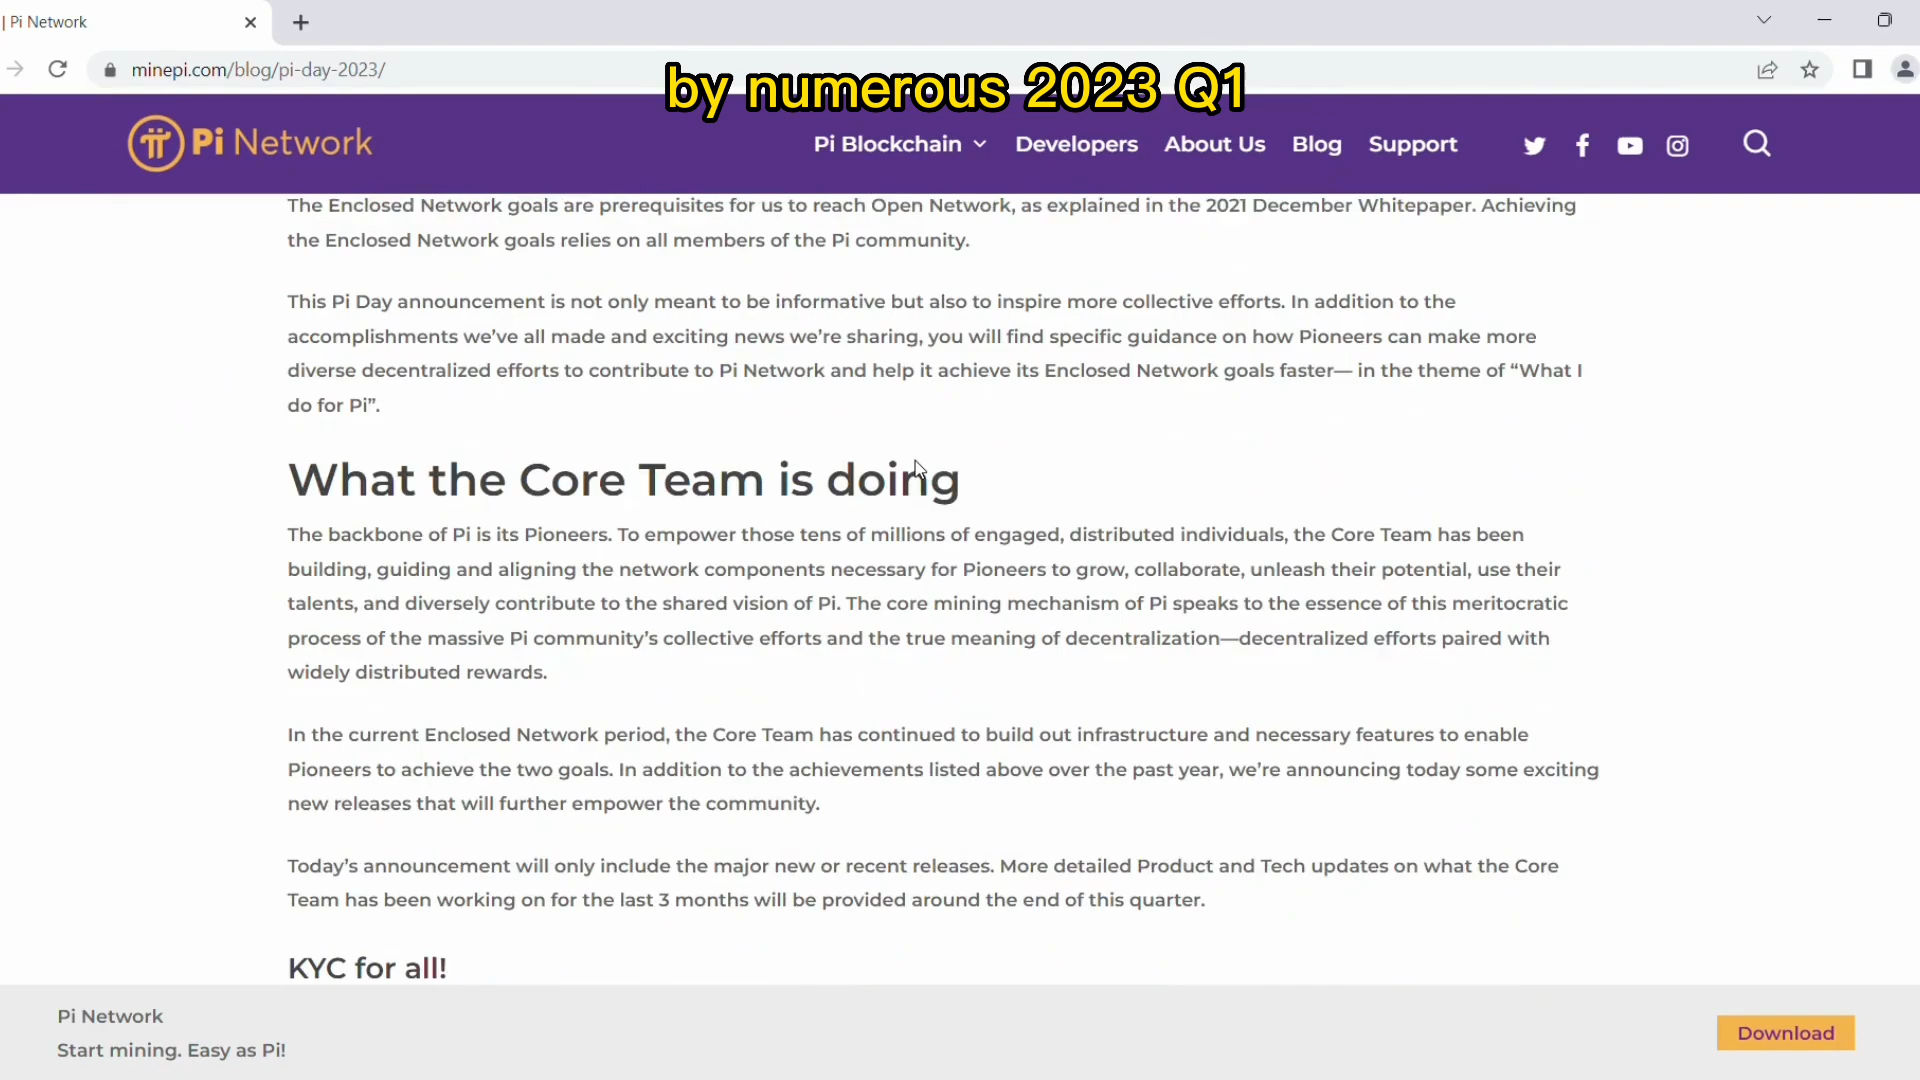 | Pi Network
minepi.com/blog/pi-day-2023/
by numerous 2023 Q1
Pi Network
Pi Blockchain
Developers
About Us
Blog
Support
The Enclosed Network goals are prerequisites for us to reach Open Network, as explained in the 2021 December Whitepaper. Achieving
the Enclosed Network goals relies on all members of the Pi community.
This Pi Day announcement is not only meant to be informative but also to inspire more collective efforts. In addition to the
accomplishments we’ve all made and exciting news we’re sharing, you will find specific guidance on how Pioneers can make more
diverse decentralized efforts to contribute to Pi Network and help it achieve its Enclosed Network goals faster— in the theme of “What I
do for Pi”.
What the Core Team is doing
The backbone of Pi is its Pioneers. To empower those tens of millions of engaged, distributed individuals, the Core Team has been
building, guiding and aligning the network components necessary for Pioneers to grow, collaborate, unleash their potential, use their
talents, and diversely contribute to the shared vision of Pi. The core mining mechanism of Pi speaks to the essence of this meritocratic
process of the massive Pi community’s collective efforts and the true meaning of decentralization—decentralized efforts paired with
widely distributed rewards.
In the current Enclosed Network period, the Core Team has continued to build out infrastructure and necessary features to enable
Pioneers to achieve the two goals. In addition to the achievements listed above over the past year, we’re announcing today some exciting
new releases that will further empower the community.
Today’s announcement will only include the major new or recent releases. More detailed Product and Tech updates on what the Core
Team has been working on for the last 3 months will be provided around the end of this quarter.
KYC for all!
Pi Network
Start mining. Easy as Pi!
Download